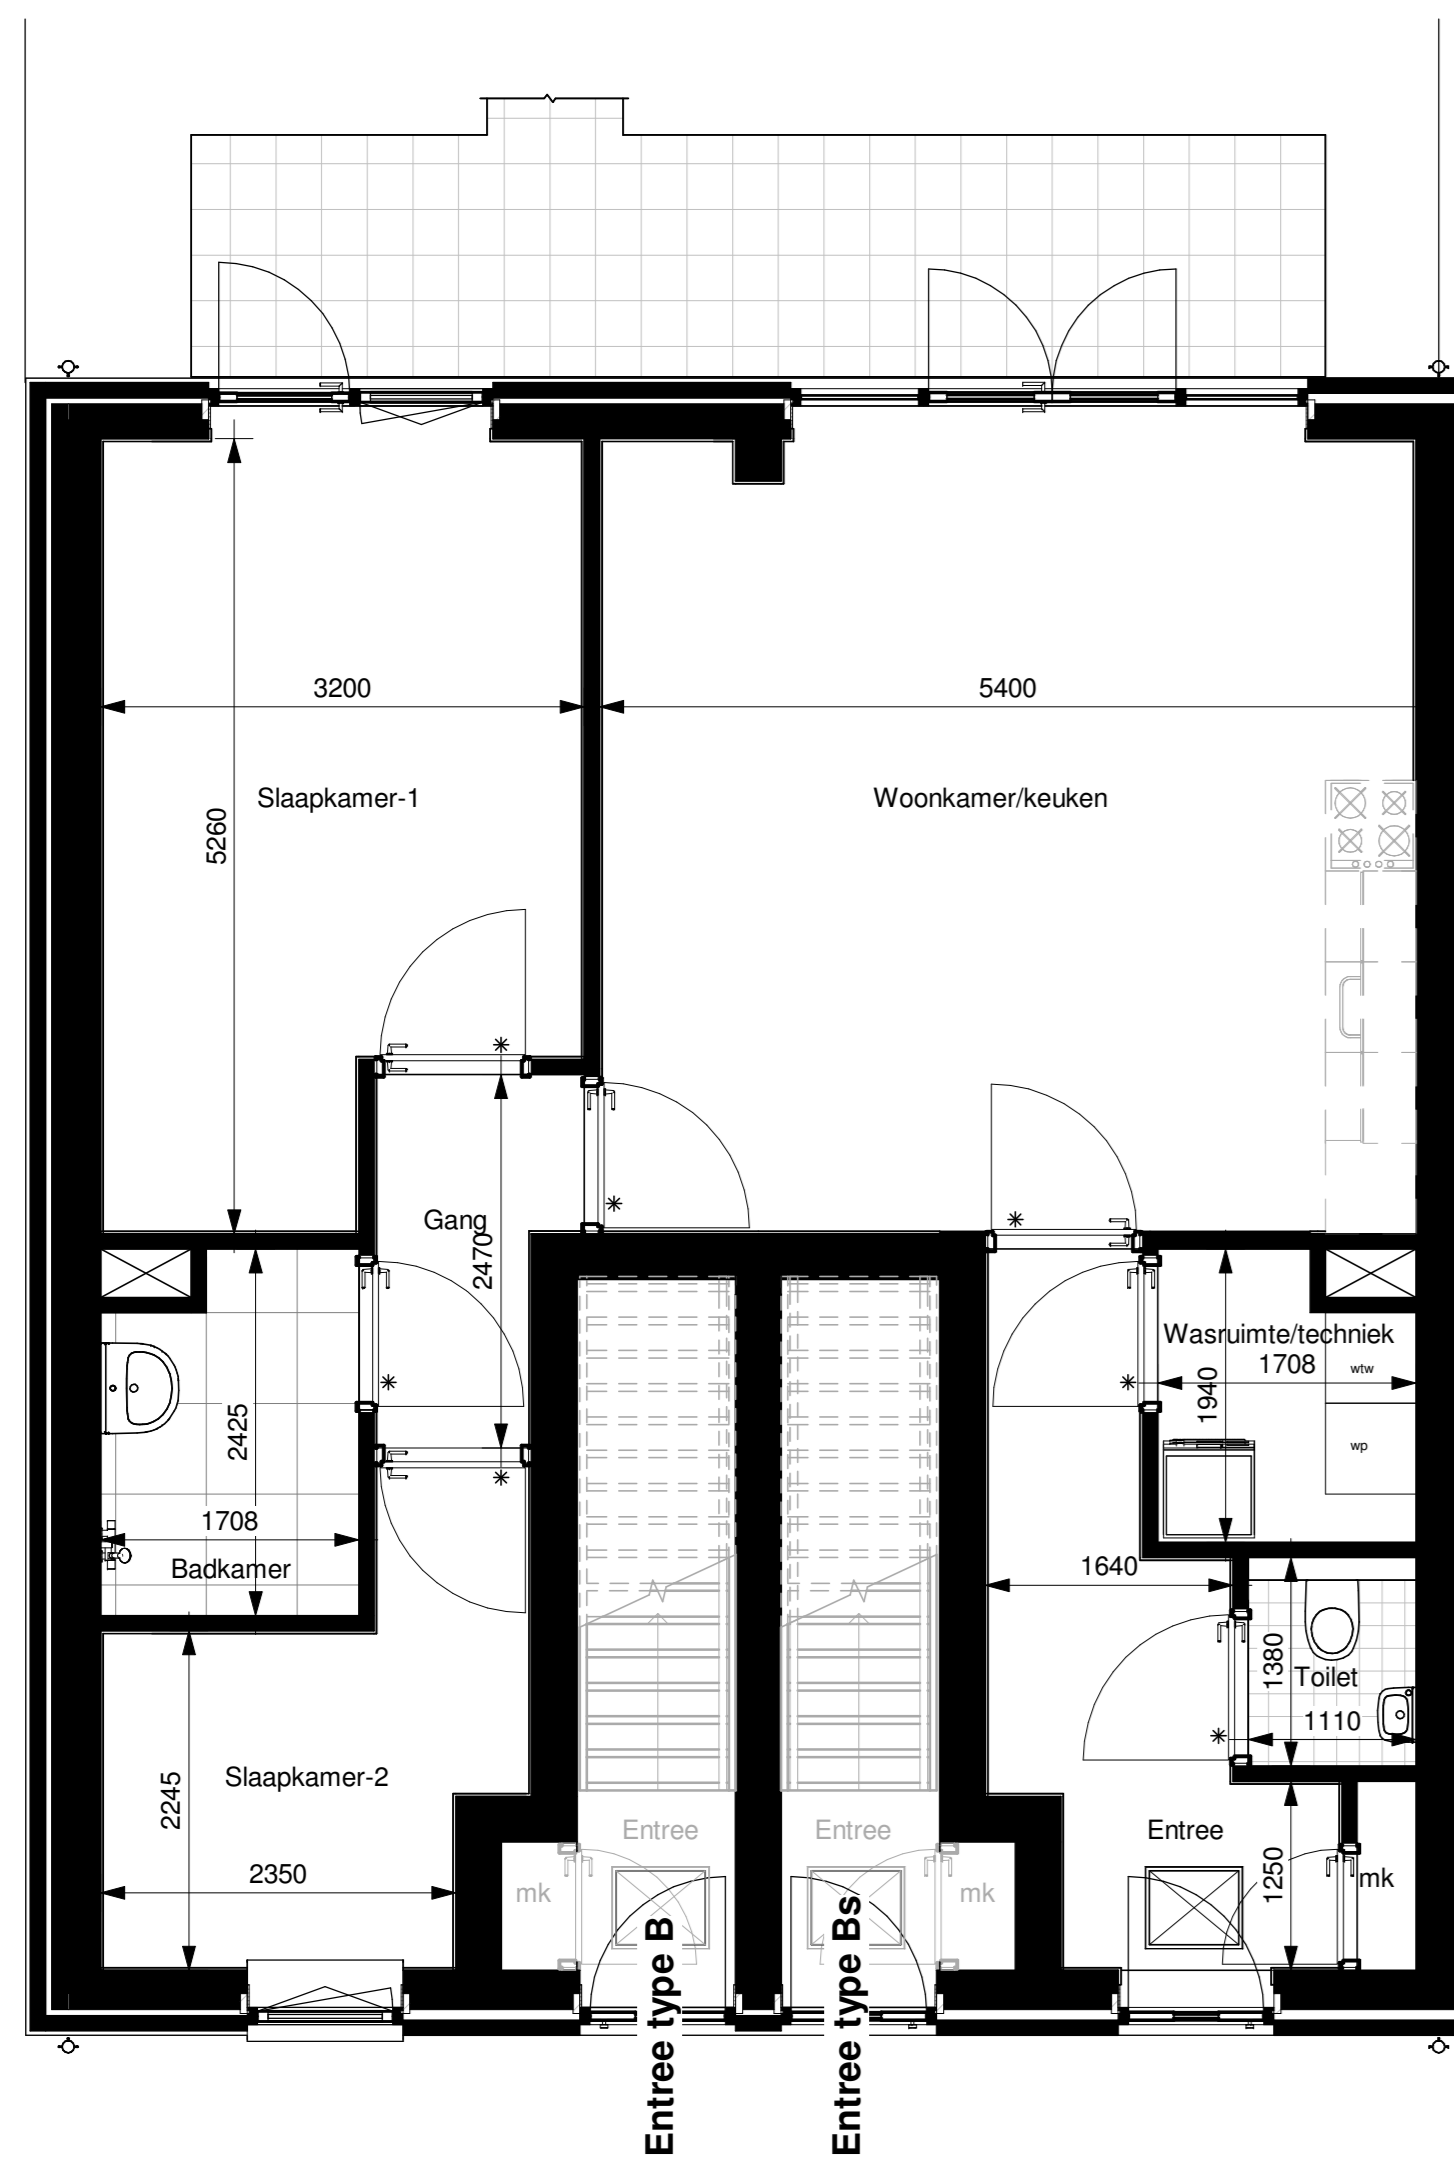 3200
5400
Slaapkamer-1
Woonkamer/keuken
5260
Gang
2470
Wasruimte/techniek
1708
wtw
1940
wp
2425
1708
Badkamer
1640
1380
Toilet
1110
Slaapkamer-2
2245
2350
Entree
Entree
Entree
1250
mk
mk
mk
Entree type B
Entree type Bs